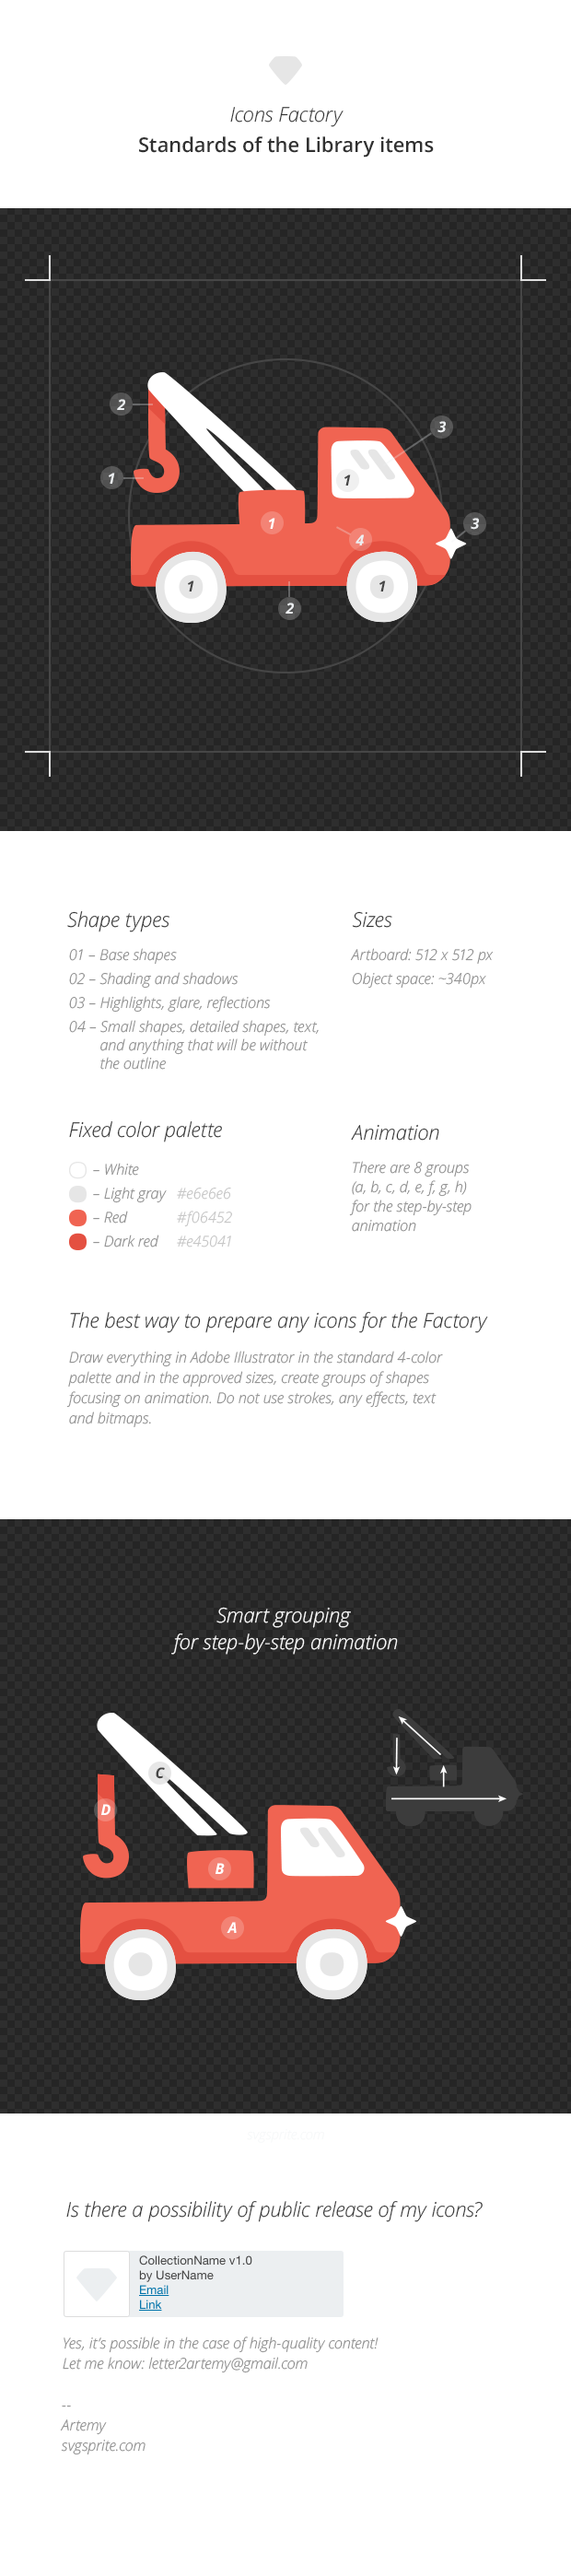 Icons Factory
Standards of the Library items
2
3
1
1
1
3
4
1
1
2
Shape types
01 – Base shapes
02 – Shading and shadows
03 – Highlights, glare, reflections
04 – Small shapes, detailed shapes, text,
and anything that will be without
the outline
Sizes
Artboard: 512 x 512 px
Object space: ~340px
Fixed color palette
– White
– Light gray #e6e6e6
– Red #f06452
– Dark red #e45041
Animation
There are 8 groups
(a, b, c, d, e, f, g, h)
for the step-by-step
animation
The best way to prepare any icons for the Factory
Draw everything in Adobe Illustrator in the standard 4-color
palette and in the approved sizes, create groups of shapes
focusing on animation. Do not use strokes, any effects, text
and bitmaps.
Smart grouping
for step-by-step animation
C
D
B
A
Is there a possibility of public release of my icons?
CollectionName v1.0
by UserName
Email
Link
Yes, it's possible in the case of high-quality content!
Let me know: letter2artemy@gmail.com
--
Artemy
svgsprite.com